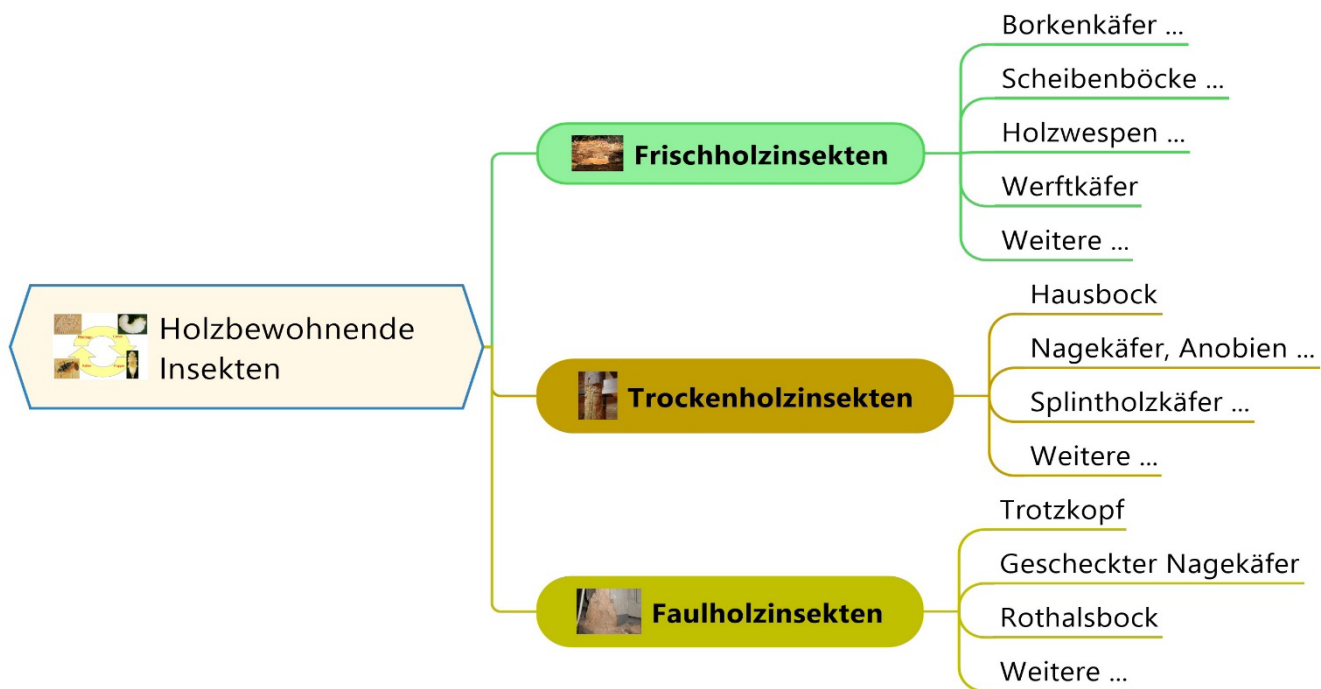 Holzbewohnende
Insekten
Frischholzinsekten
Borkenkäfer ...
Scheibenböcke ...
Holzwespen ...
Werftkäfer
Weitere ...
Trockenholzinsekten
Hausbock
Nagekäfer, Anobien ...
Splintholzkäfer ...
Weitere ...
Faulholzinsekten
Trotzkopf
Gescheckter Nagekäfer
Rothalsbock
Weitere ...